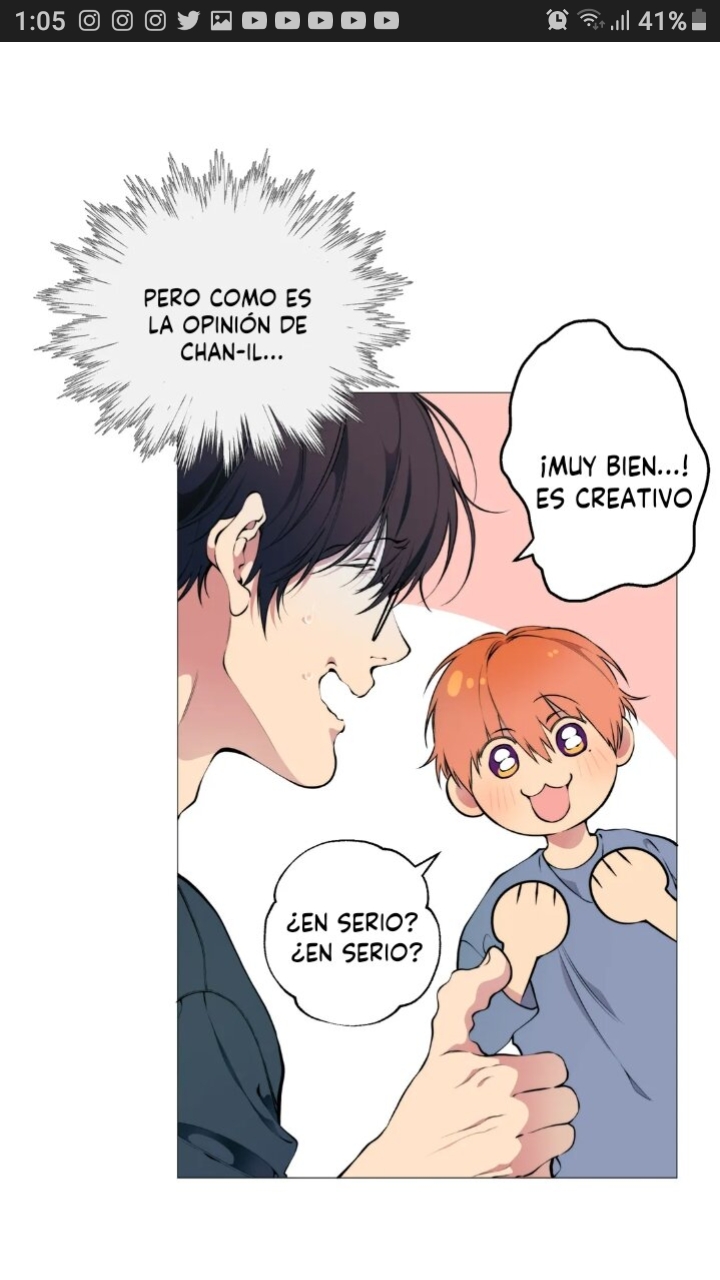 1:05
41%
PERO COMO ES
LA OPINIÓN DE
CHAN-IL...
¡MUY BIEN...!
ES CREATIVO
¿EN SERIO?
¿EN SERIO?